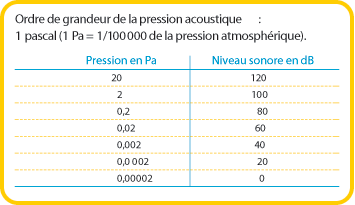 Ordre de grandeur de la pression acoustique :
1 pascal (1 Pa = 1/100 000 de la pression atmosphérique).
Pression en Pa Niveau sonore en dB
20 120
2 100
0,2 80
0,02 60
0,002 40
0,0 002 20
0,00002 0